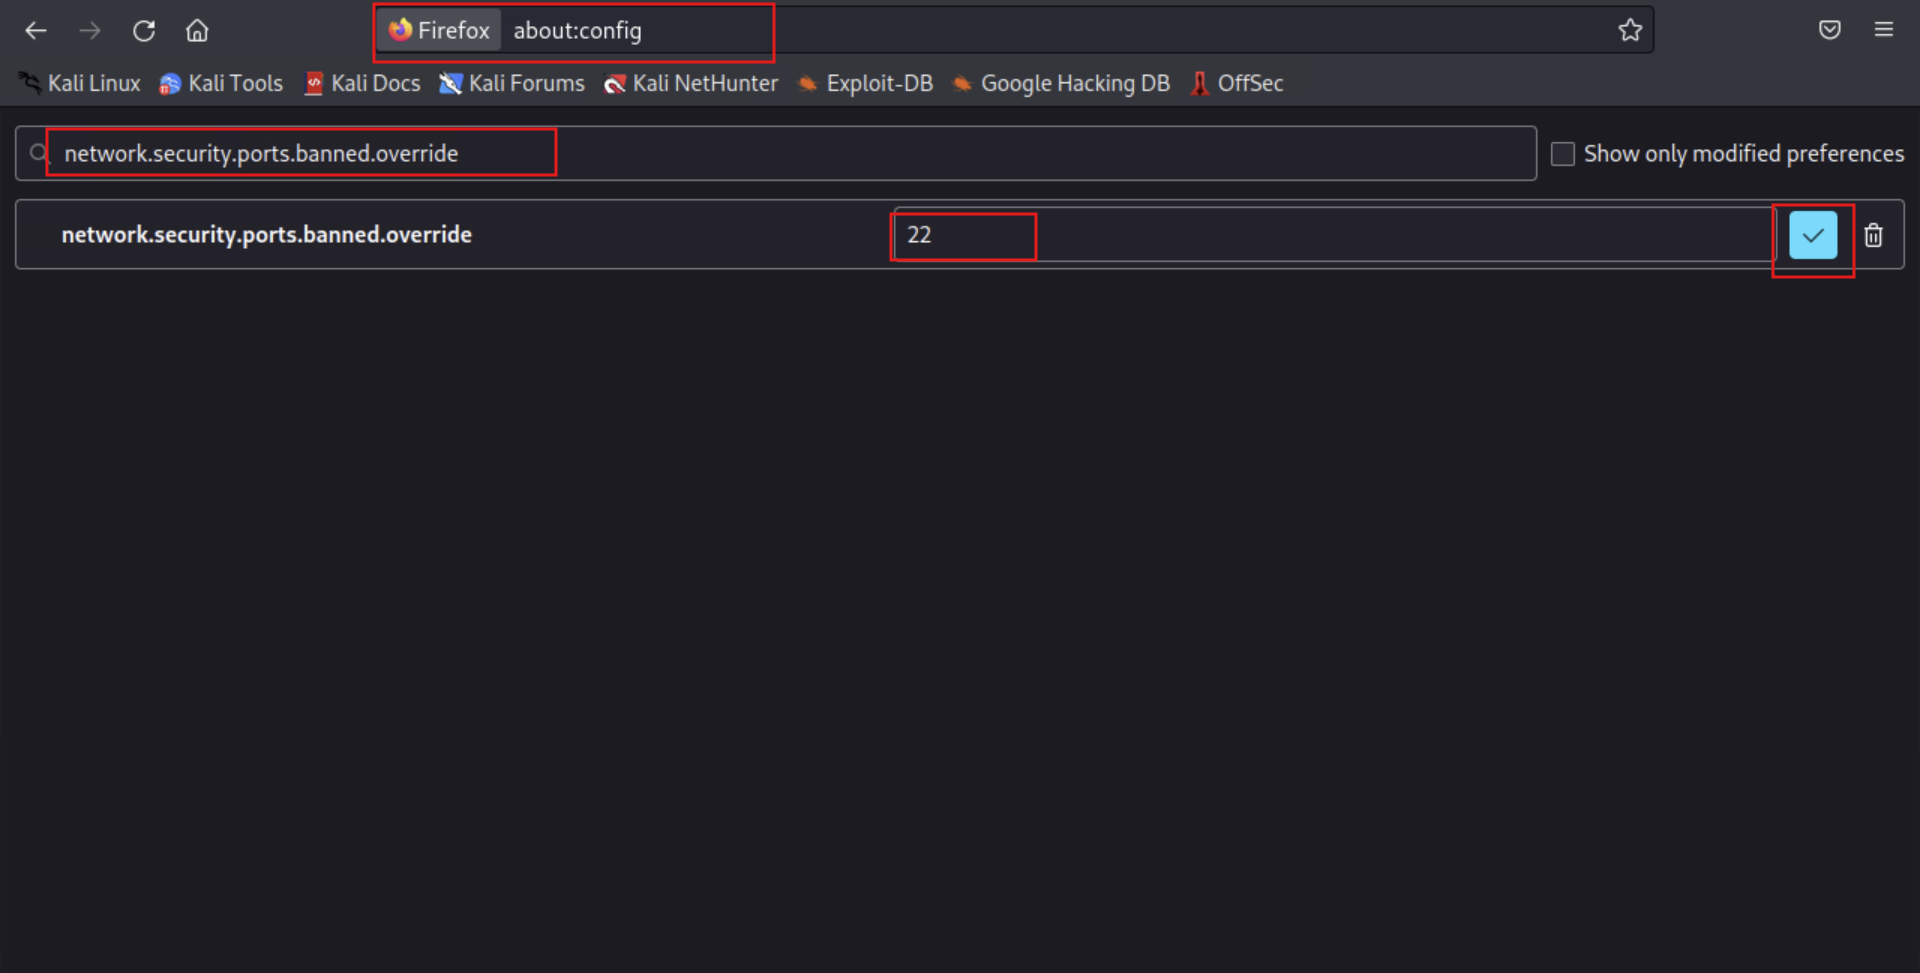 Firefox about:config
Kali Linux Kali Tools Kali Docs Kali Forums Kali NetHunter Exploit-DB Google Hacking DB OffSec
network.security.ports.banned.override Show only modified preferences
network.security.ports.banned.override 22